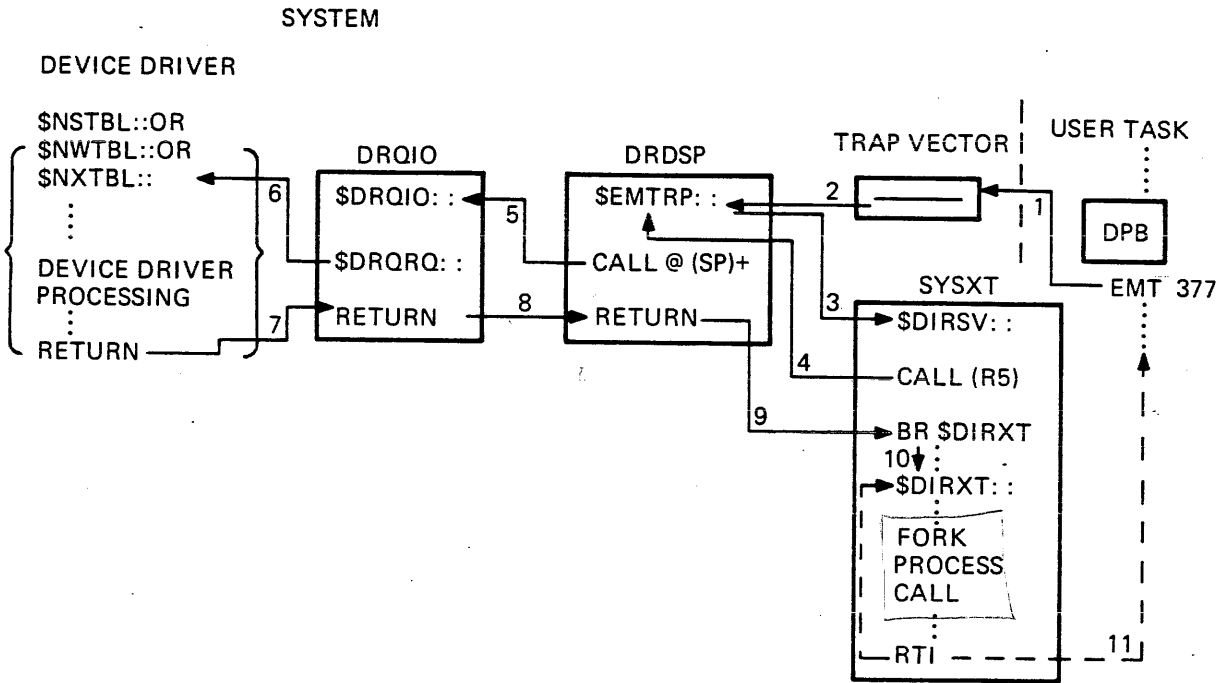 SYSTEM
DEVICE DRIVER
$NSTBL::OR
$NWTBL::OR
$NXTBL::
DEVICE DRIVER
PROCESSING
RETURN
6
7
DRQIO
$DRQIO: :
$DRQRQ: :
RETURN
5
8
DRDSP
$EMTRP: :
CALL @ (SP)+
RETURN
TRAP VECTOR
2
1
USER TASK
DPB
EMT 377
3
4
9
SYSXT
$DIRSV: :
CALL (R5)
BR $DIRXT
10
$DIRXT: :
FORK
PROCESS
CALL
RTI
11